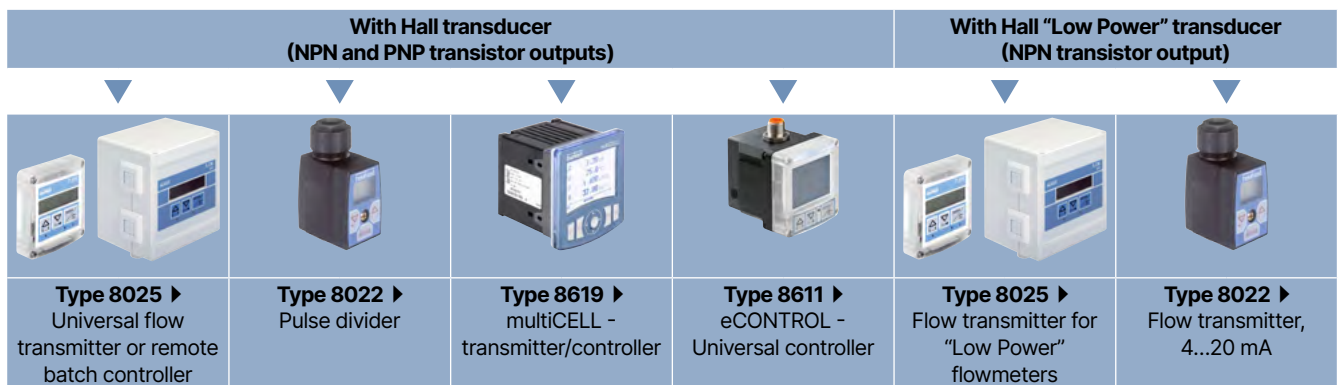 With Hall transducer
(NPN and PNP transistor outputs)
With Hall “Low Power” transducer
(NPN transistor output)
Type 8025
Universal flow
transmitter or remote
batch controller
Type 8022
Pulse divider
Type 8619
multiCELL -
transmitter/controller
Type 8611
eCONTROL -
Universal controller
Type 8025
Flow transmitter for
“Low Power”
flowmeters
Type 8022
Flow transmitter,
4...20 mA